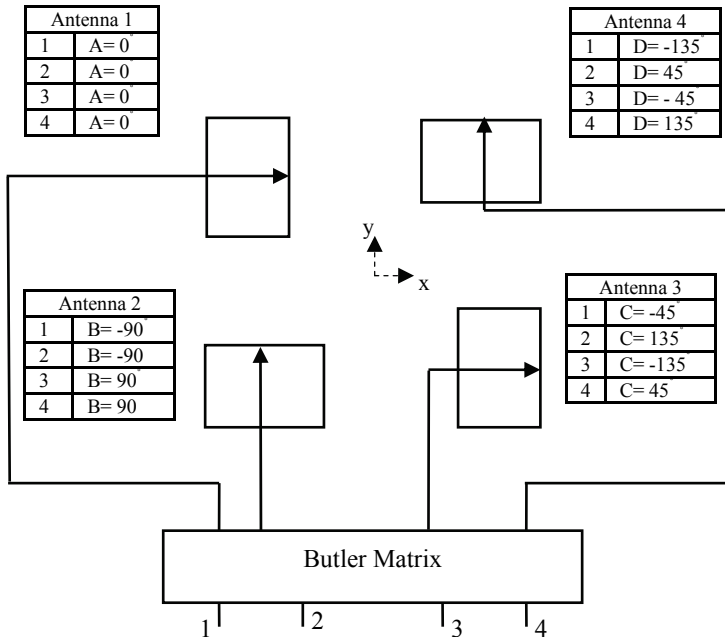 Antenna 1
1 A= 0°
2 A= 0°
3 A= 0°
4 A= 0°
Antenna 4
1 D= -135°
2 D= 45°
3 D= - 45°
4 D= 135°
y
x
Antenna 2
1 B= -90°
2 B= -90
3 B= 90°
4 B= 90
Antenna 3
1 C= -45°
2 C= 135°
3 C= -135°
4 C= 45°
Butler Matrix
1 2 3 4